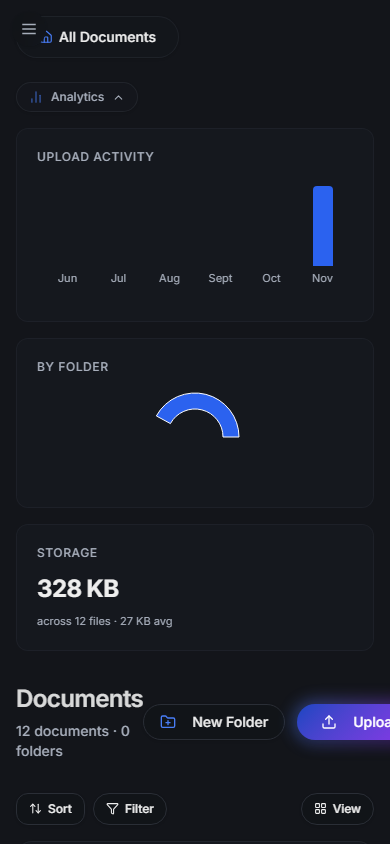 All Documents
Analytics
UPLOAD ACTIVITY
Jun Jul Aug Sept Oct Nov
BY FOLDER
STORAGE
328 KB
across 12 files · 27 KB avg
Documents
12 documents · 0
folders
New Folder
Uploa
Sort Filter View